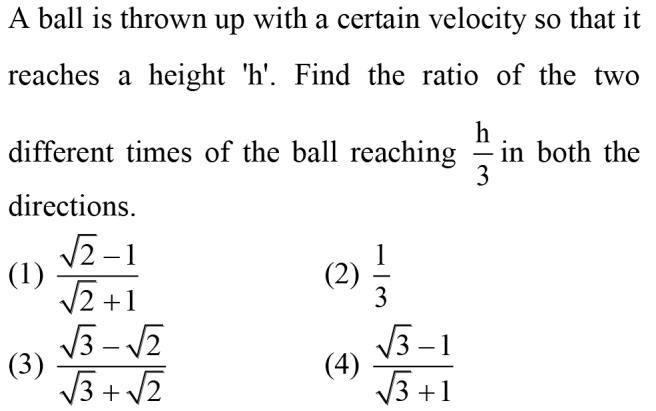 A ball is thrown up with a certain velocity so that it
reaches a height 'h'. Find the ratio of the two
different times of the ball reaching h/3 in both the
directions.
(1) (√2 – 1)/(√2 + 1) (2) 1/3
(3) (√3 – √2)/(√3 + √2) (4) (√3 – 1)/(√3 + 1)